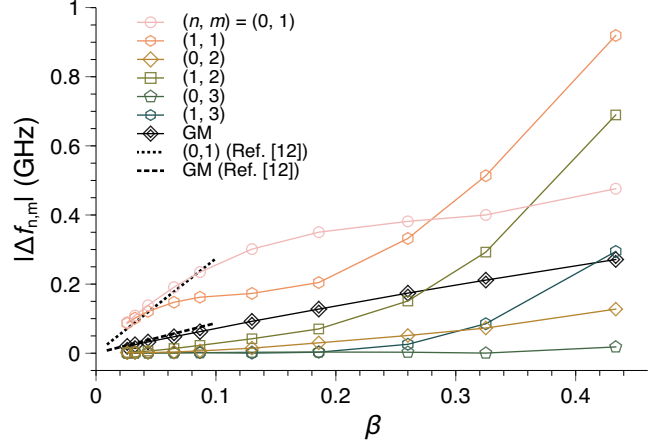 (n, m) = (0, 1)
(1, 1)
(0, 2)
(1, 2)
(0, 3)
(1, 3)
GM
(0,1) (Ref. [12])
GM (Ref. [12])
|Δfn,m| (GHz)
1
0.8
0.6
0.4
0.2
0
0
0.1
0.2
0.3
0.4
β